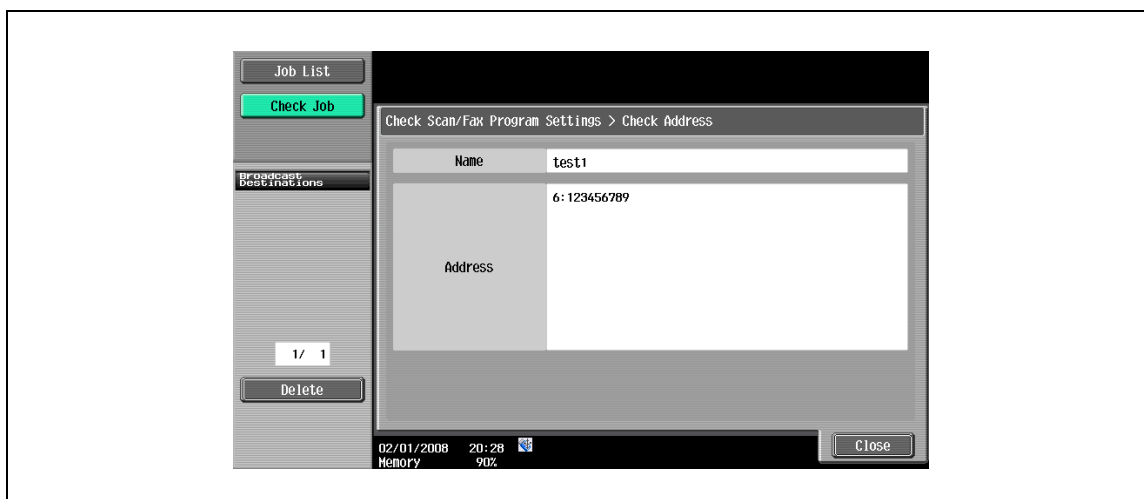 Job List
Check Job
Broadcast
Destinations
1/ 1
Delete
Check Scan/Fax Program Settings > Check Address
Name test1
Address 6:123456789
02/01/2008 20:28
Memory 90%
Close